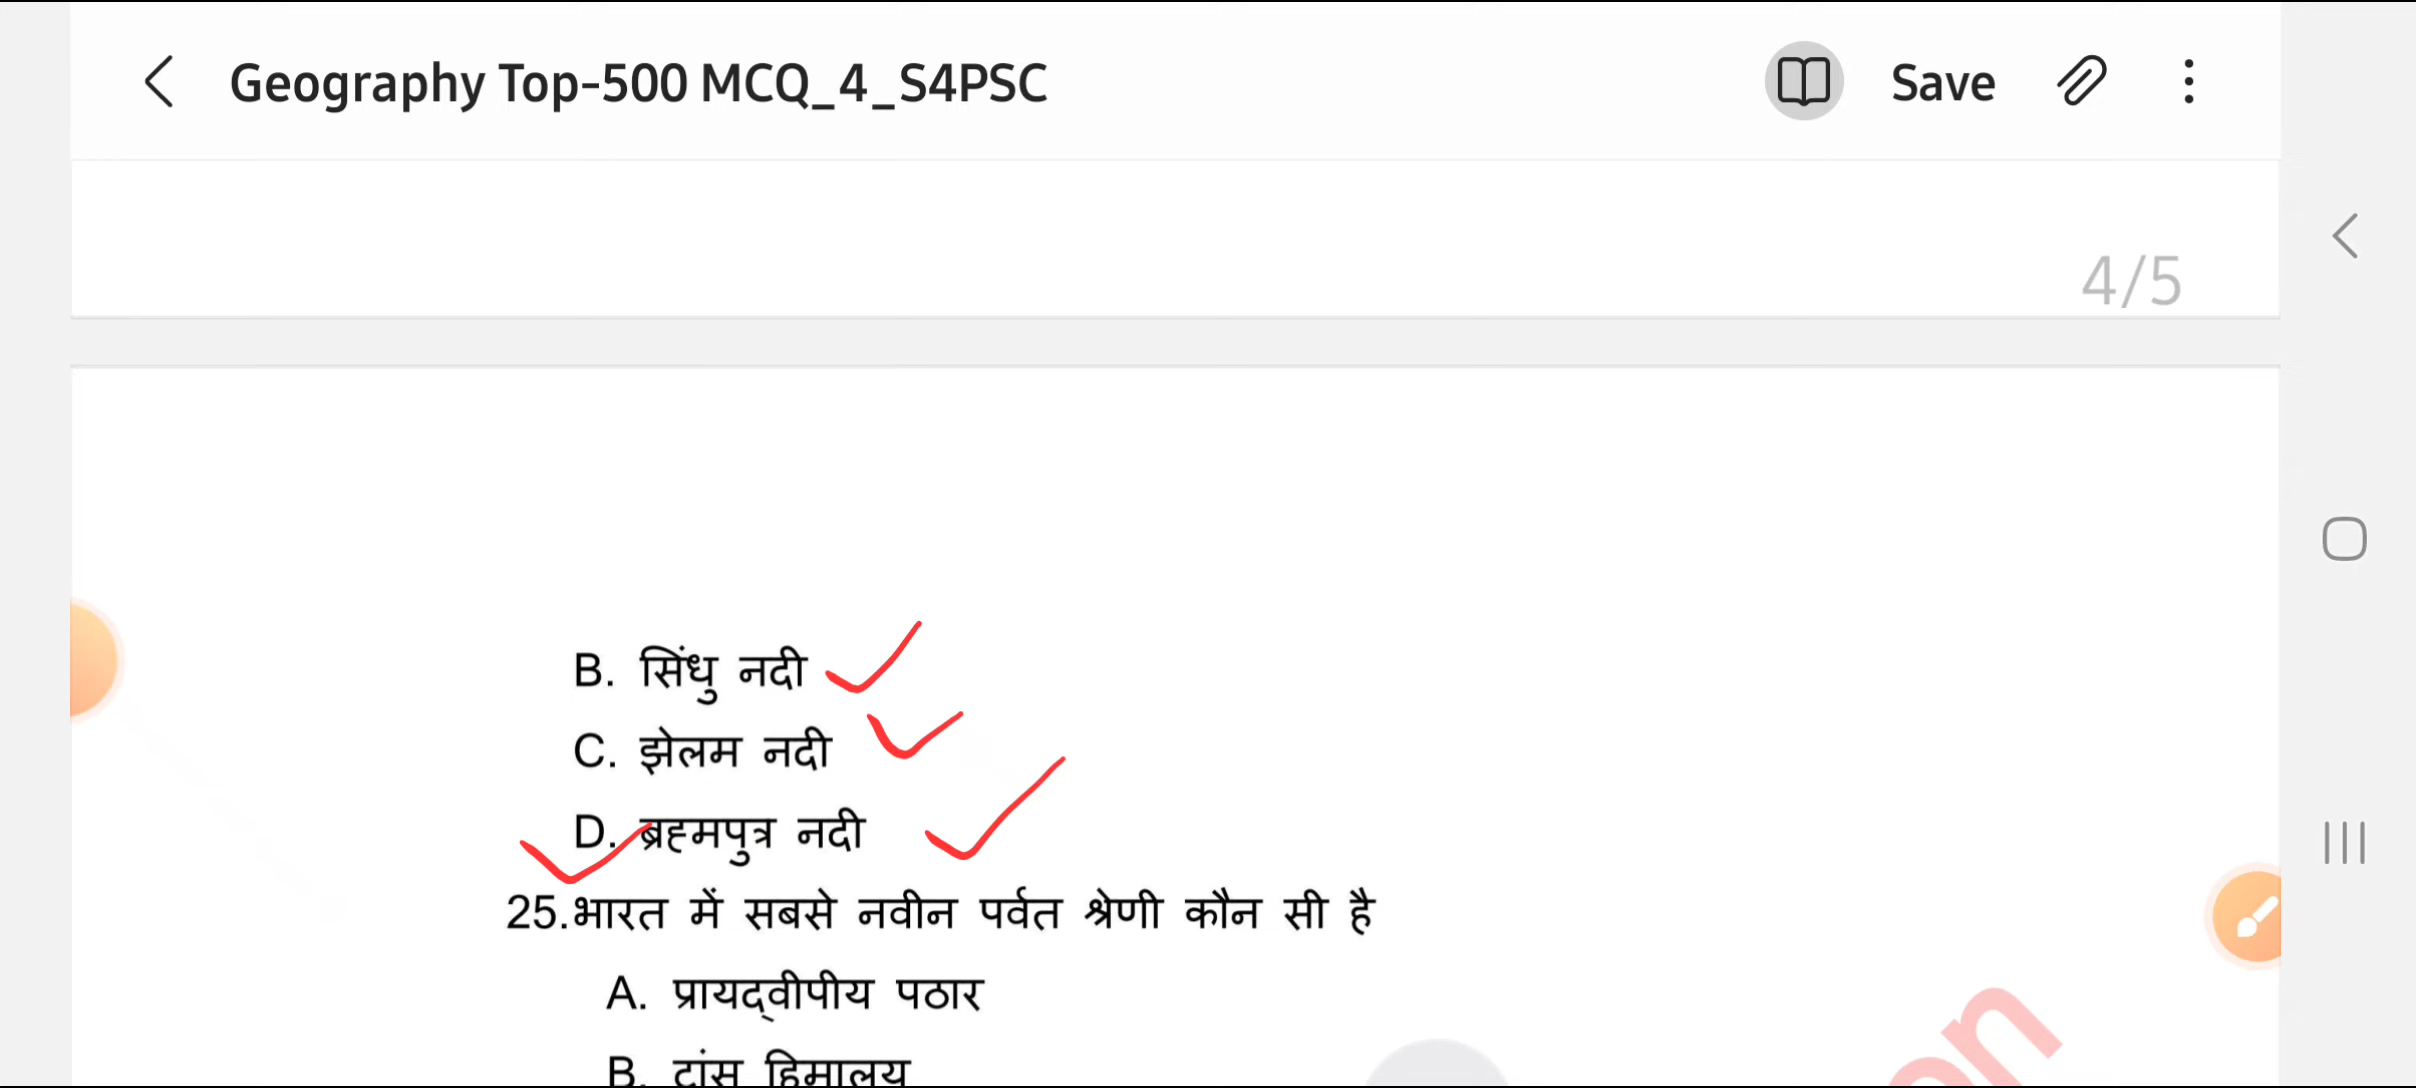 Geography Top-500 MCQ_4_S4PSC Save
4/5
B. सिंधु नदी
C. झेलम नदी
D. ब्रह्मपुत्र नदी
25.भारत में सबसे नवीन पर्वत श्रेणी कौन सी है
A. प्रायद्वीपीय पठार
B. ट्रांस हिमालय
on